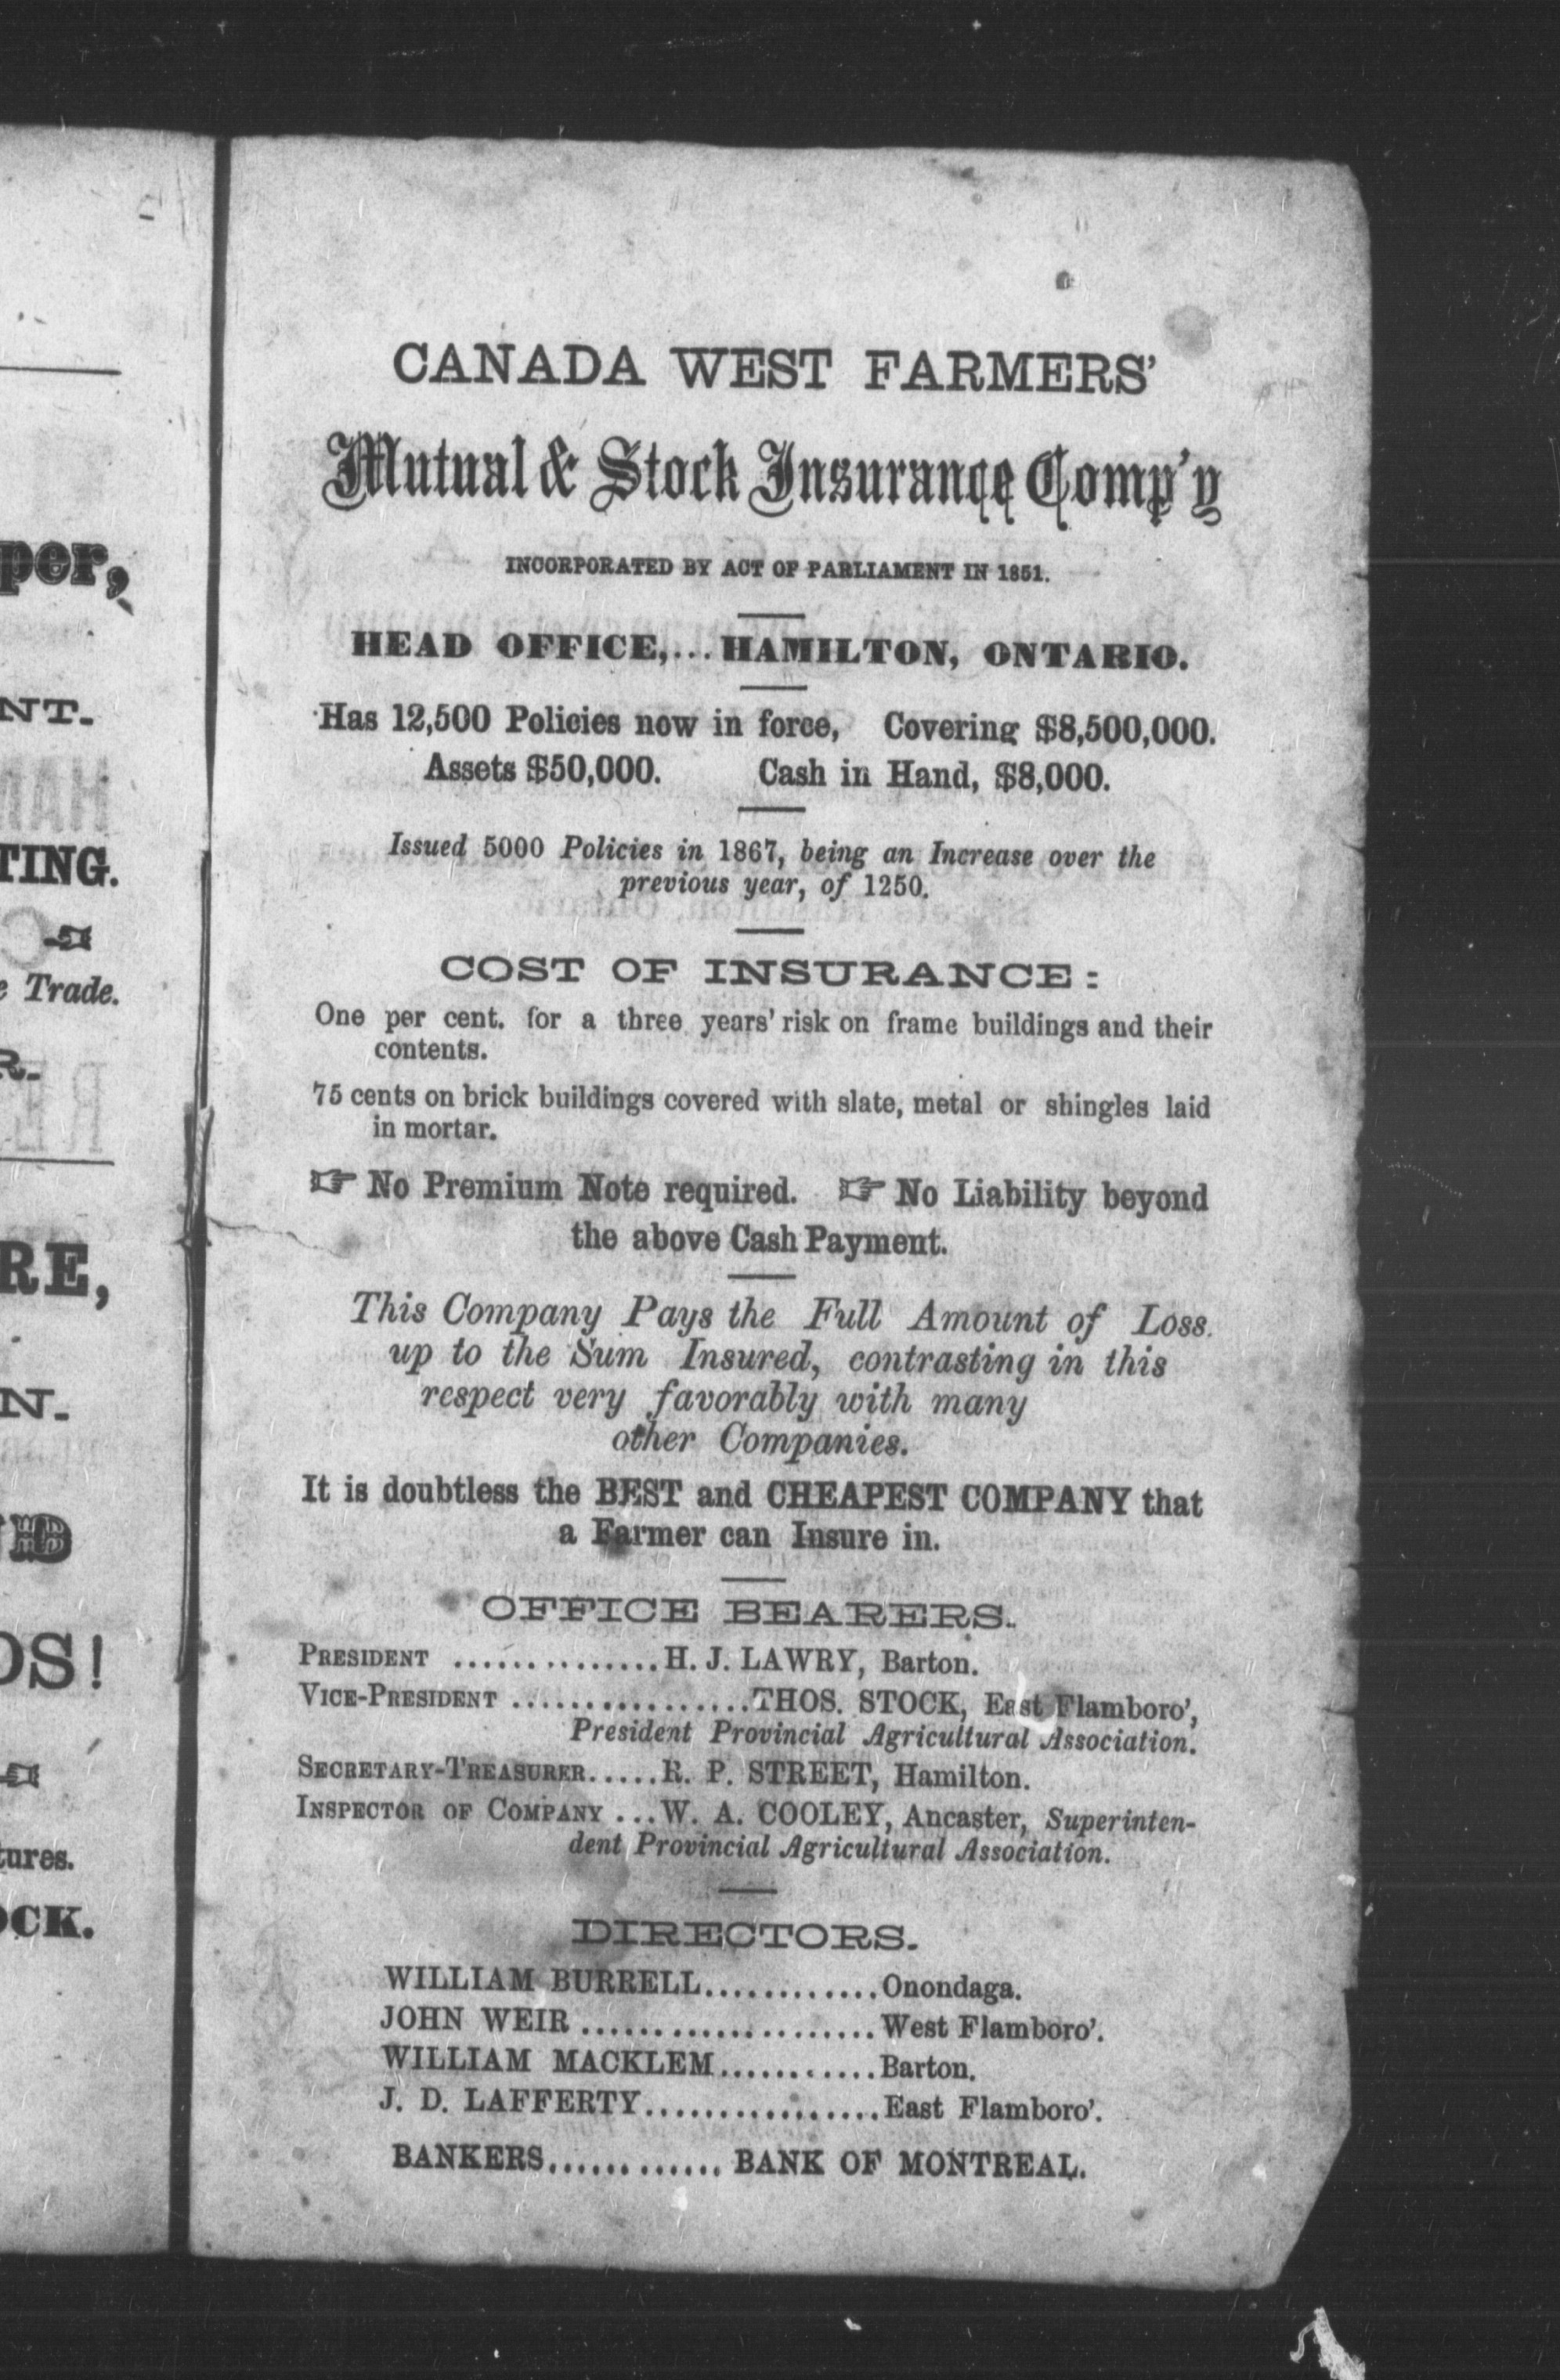 CANADA WEST FARMERS'
Mutual & Stock Insurance Comp'y
INCORPORATED BY ACT OF PARLIAMENT IN 1851.
HEAD OFFICE,...HAMILTON, ONTARIO.
Has 12,500 Policies now in force, Covering $8,500,000.
Assets $50,000. Cash in Hand, $8,000.
Issued 5000 Policies in 1867, being an Increase over the
previous year, of 1250.
COST OF INSURANCE:
One per cent. for a three years' risk on frame buildings and their
contents.
75 cents on brick buildings covered with slate, metal or shingles laid
in mortar.
☞ No Premium Note required. ☞ No Liability beyond
the above Cash Payment.
This Company Pays the Full Amount of Loss.
up to the Sum Insured, contrasting in this
respect very favorably with many
other Companies.
It is doubtless the BEST and CHEAPEST COMPANY that
a Farmer can Insure in.
OFFICE BEARERS.
PRESIDENT ..............H. J. LAWRY, Barton.
VICE-PRESIDENT .................THOS. STOCK, East Flamboro',
President Provincial Agricultural Association.
SECRETARY-TREASURER.....R. P. STREET, Hamilton.
INSPECTOR OF COMPANY ...W. A. COOLEY, Ancaster, Superinten-
dent Provincial Agricultural Association.
DIRECTORS.
WILLIAM BURRELL............Onondaga.
JOHN WEIR ....................West Flamboro'.
WILLIAM MACKLEM...........Barton.
J. D. LAFFERTY................East Flamboro'.
BANKERS............ BANK OF MONTREAL.
per,
NT.
TING.
Trade.
R.
RE,
N.
OS!
tures.
OCK.